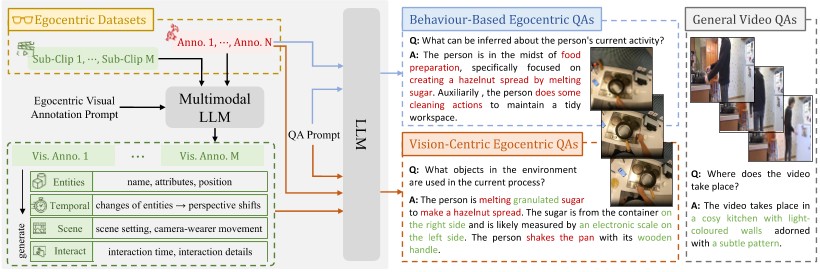 Egocentric Datasets
Anno. 1, ···, Anno. N
Sub-Clip 1, ···, Sub-Clip M
Egocentric Visual
Annotation Prompt
Multimodal
LLM
QA Prompt
LLM
Vis. Anno. 1 ··· Vis. Anno. M
generate
Entities name, attributes, position
Temporal changes of entities → perspective shifts
Scene scene setting, camera-wearer movement
Interact interaction time, interaction details
Behaviour-Based Egocentric QAs
Q: What can be inferred about the person's current activity?
A: The person is in the midst of food
preparation, specifically focused on
creating a hazelnut spread by melting
sugar. Auxiliarily , the person does some
cleaning actions to maintain a tidy
workspace.
Vision-Centric Egocentric QAs
Q: What objects in the environment
are used in the current process?
A: The person is melting granulated sugar
to make a hazelnut spread. The sugar is from the container on
the right side and is likely measured by an electronic scale on
the left side. The person shakes the pan with its wooden
handle.
General Video QAs
Q: Where does the video
take place?
A: The video takes place in
a cosy kitchen with light-
coloured walls adorned
with a subtle pattern.